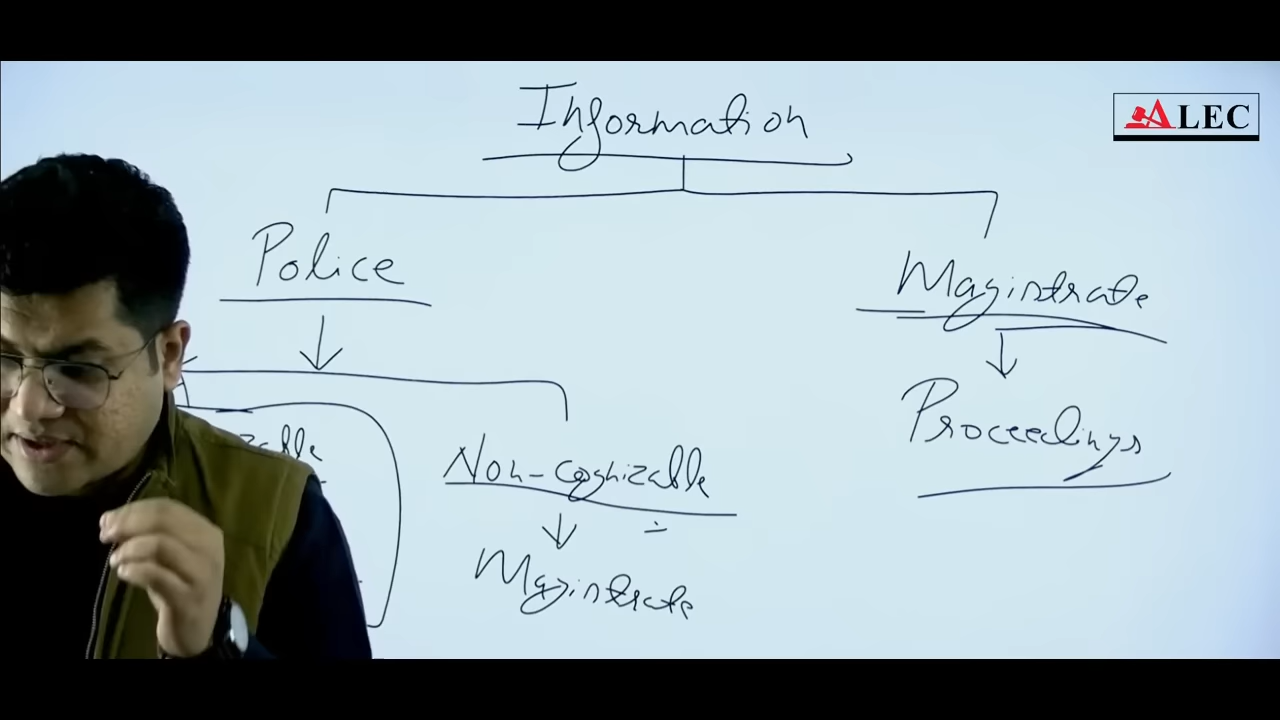 Information
ALEC
Police
Magistrate
Proceedings
Non-cognizable
Magistrate